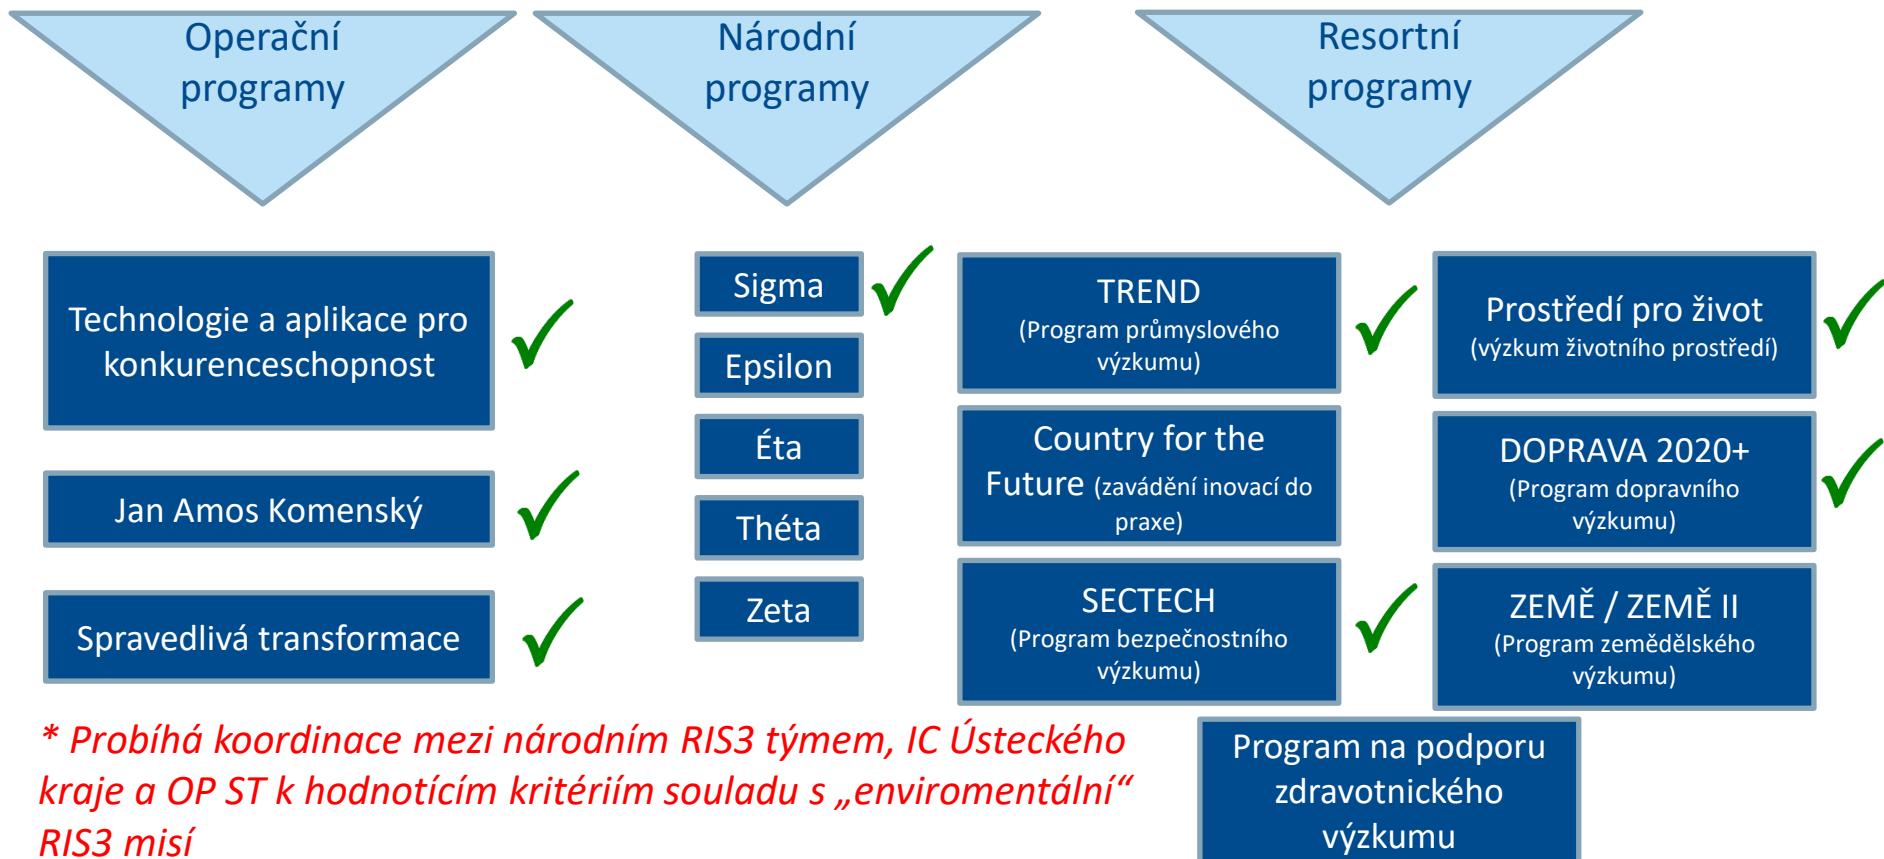 Operační
programy
Národní
programy
Resortní
programy
Technologie a aplikace pro
konkurenceschopnost
Jan Amos Komenský
Spravedlivá transformace
Sigma
Epsilon
Éta
Théta
Zeta
TREND
(Program průmyslového
výzkumu)
Country for the
Future (zavádění inovací do
praxe)
SECTECH
(Program bezpečnostního
výzkumu)
Prostředí pro život
(výzkum životního prostředí)
DOPRAVA 2020+
(Program dopravního
výzkumu)
ZEMĚ / ZEMĚ II
(Program zemědělského
výzkumu)
Program na podporu
zdravotnického
výzkumu
* Probíhá koordinace mezi národním RIS3 týmem, IC Ústeckého
kraje a OP ST k hodnotícím kritériím souladu s „enviromentální“
RIS3 misí